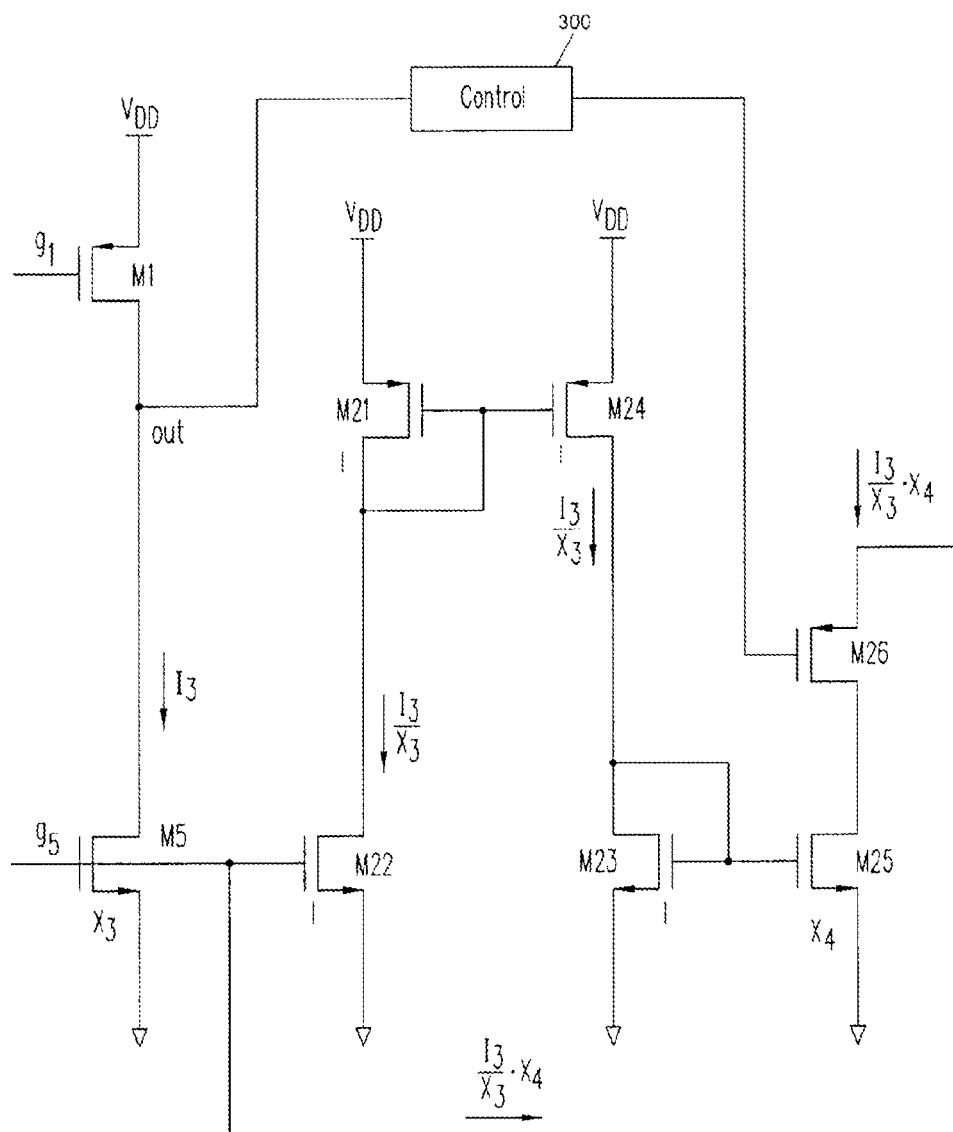 300
Control
VDD
g1
M1
out
VDD
VDD
M21
1
M24
1
I3/X3
I3/X3 · X4
M26
I3
I3/X3
g5
M5
X3
M22
1
M23
1
M25
X4
I3/X3 · X4